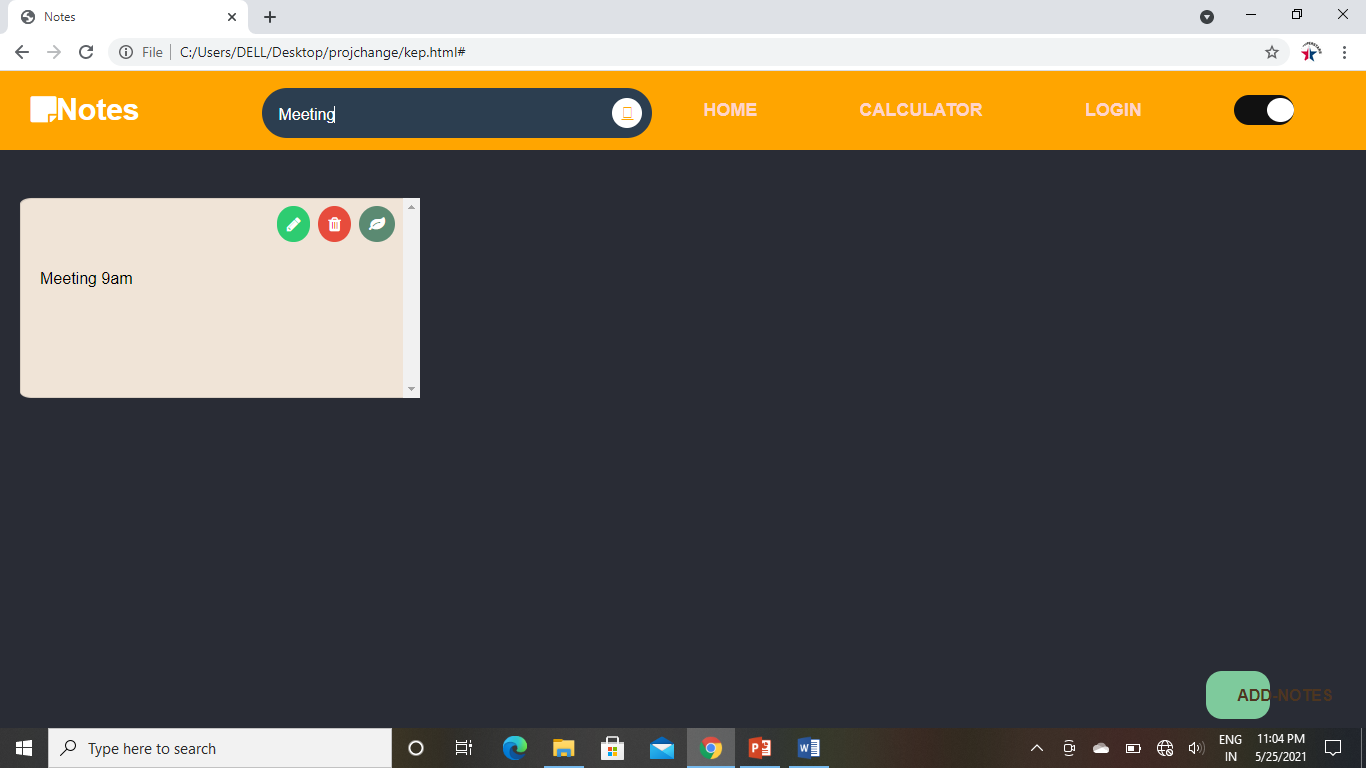 Notes
File
C:/Users/DELL/Desktop/projchange/kep.html#
Notes
Meeting
HOME
CALCULATOR
LOGIN
Meeting 9am
ADD-NOTES
Type here to search
ENG
IN
11:04 PM
5/25/2021